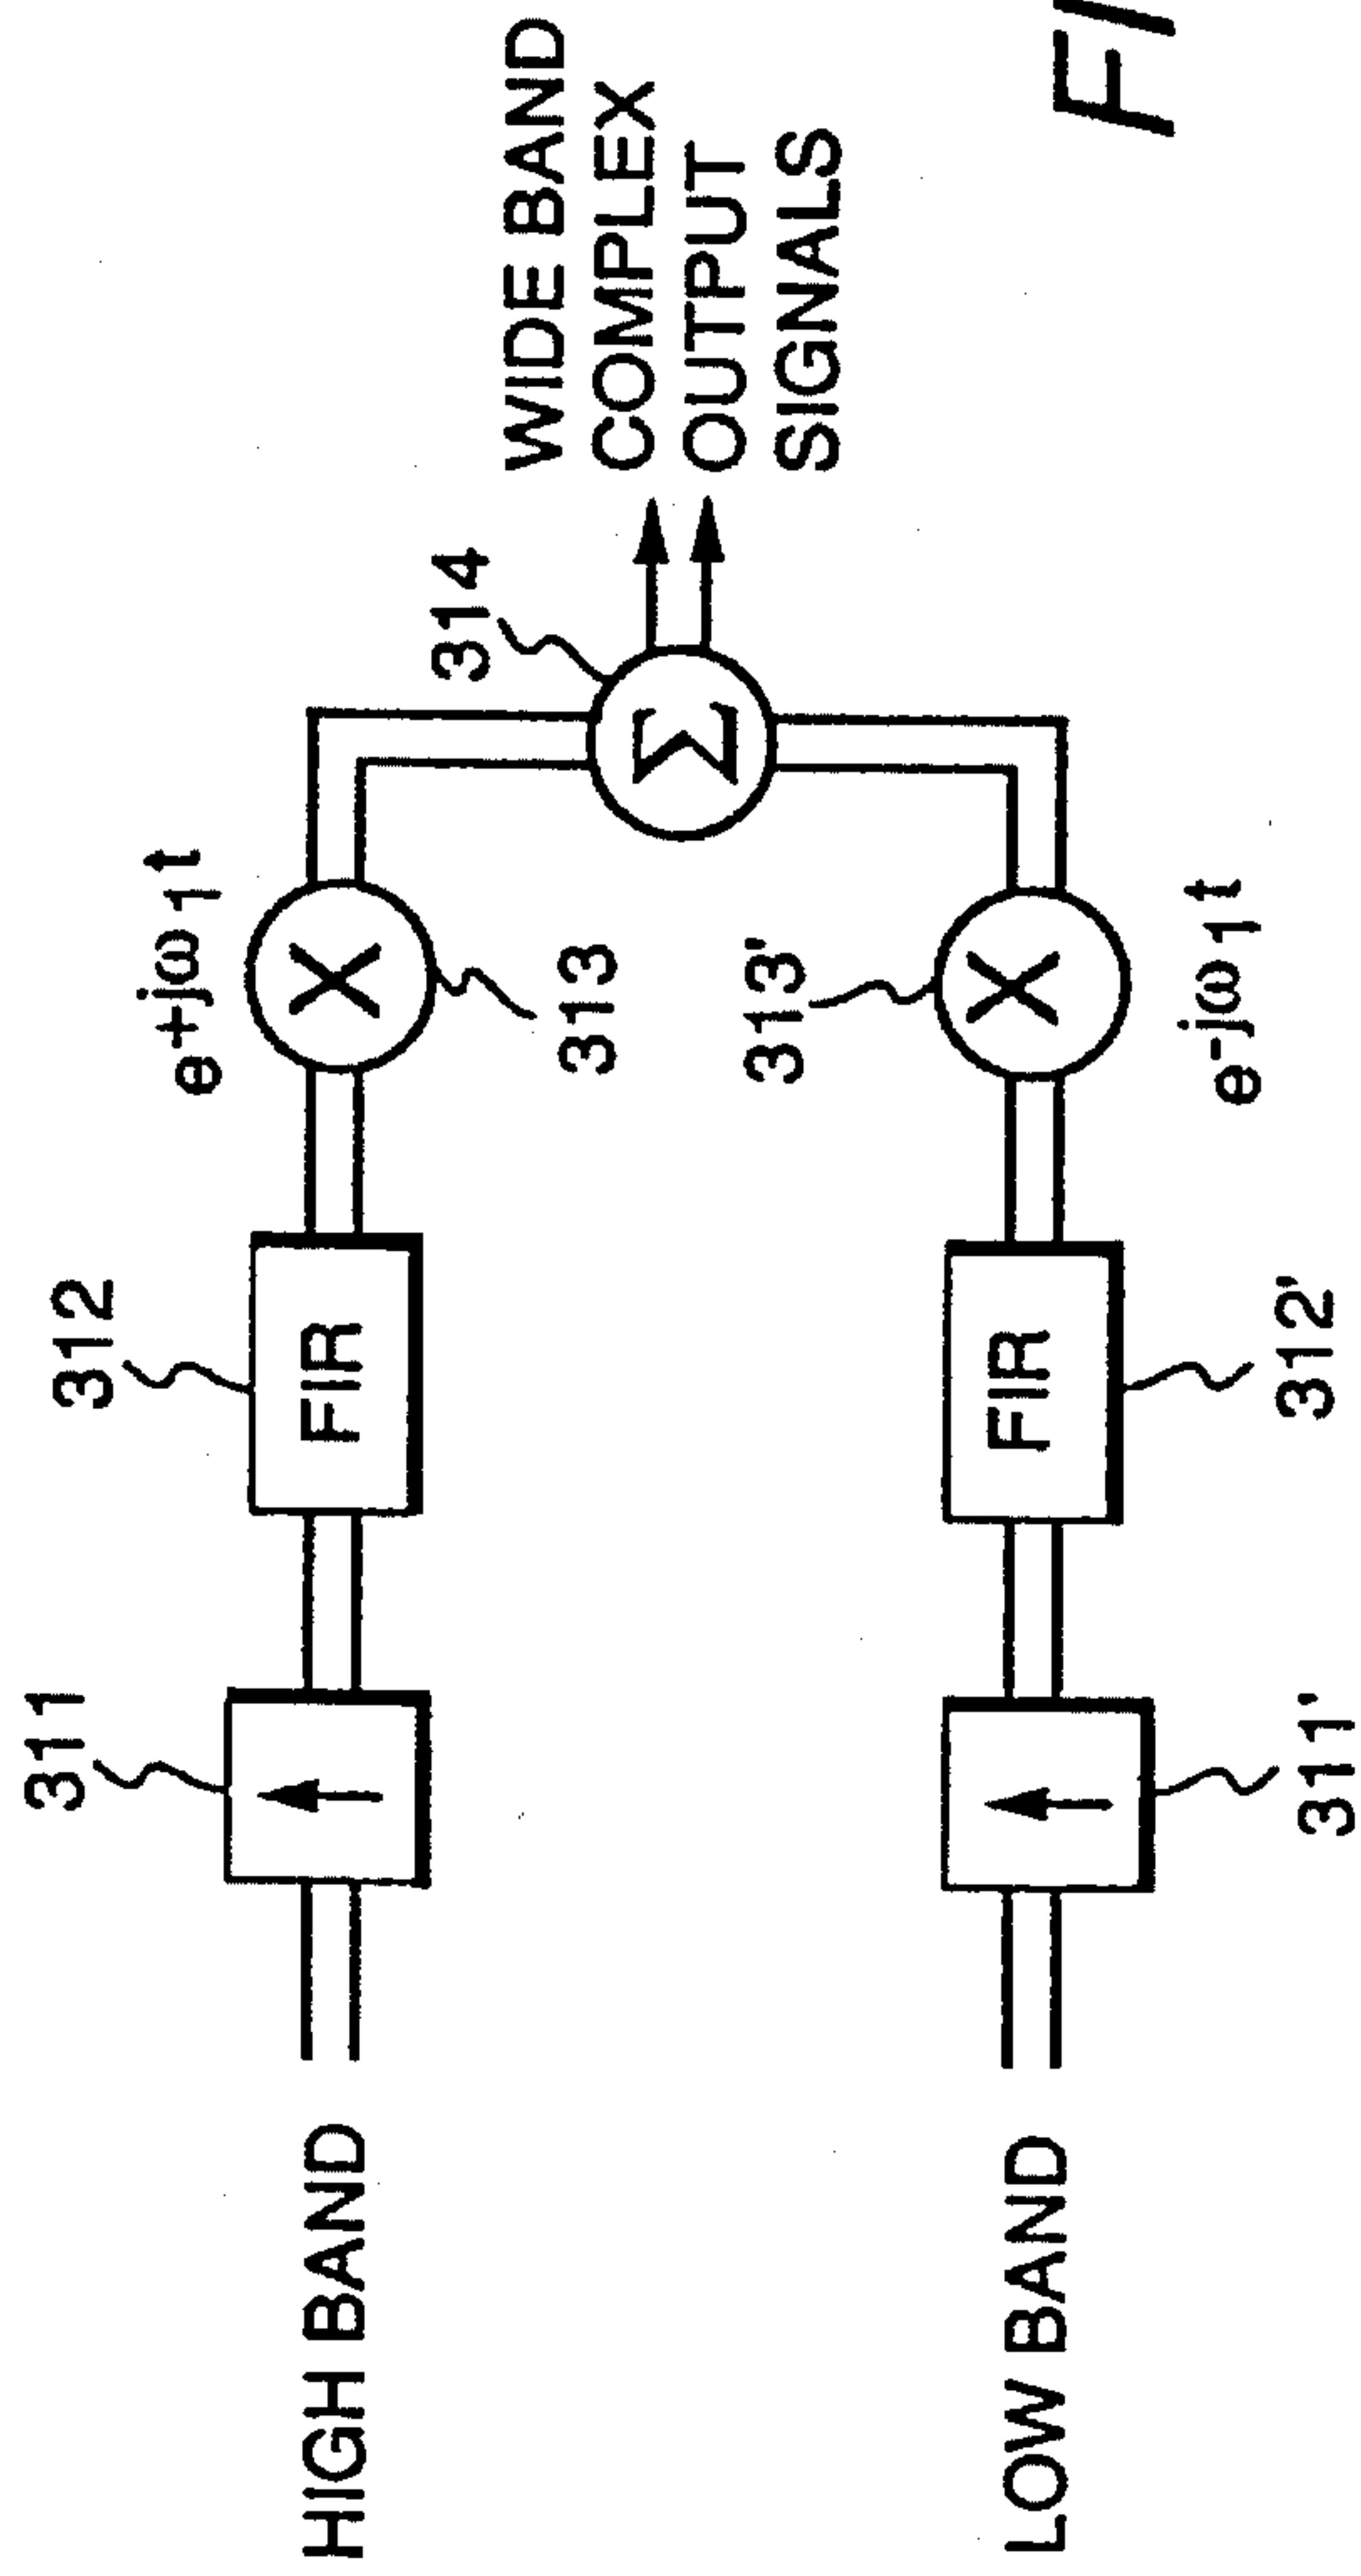 311
312
e+jω1t
314
HIGH BAND
FIR
X
313
Σ
WIDE BAND
COMPLEX
OUTPUT
SIGNALS
313'
LOW BAND
FIR
X
311'
312'
e-jω1t